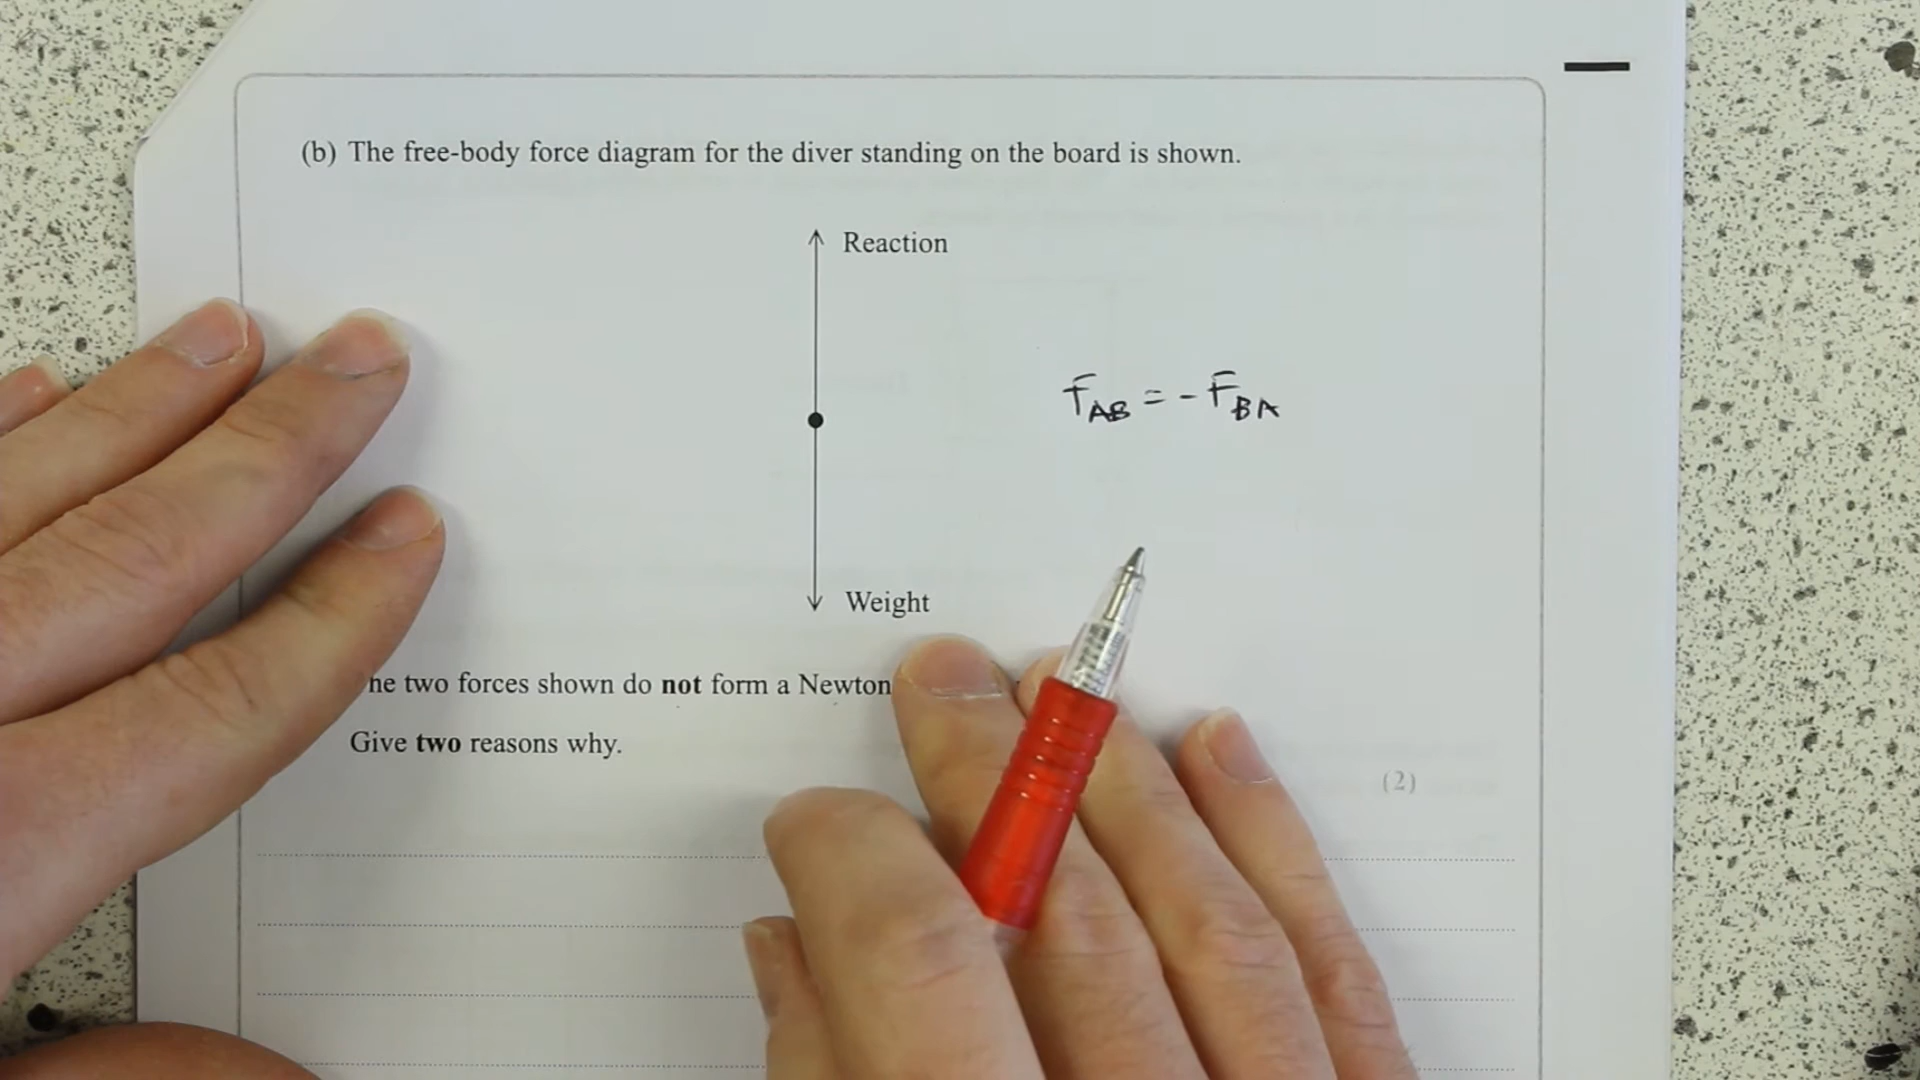 (b) The free-body force diagram for the diver standing on the board is shown.
Reaction
F_AB = - F_BA
Weight
he two forces shown do not form a Newton
Give two reasons why.
(2)